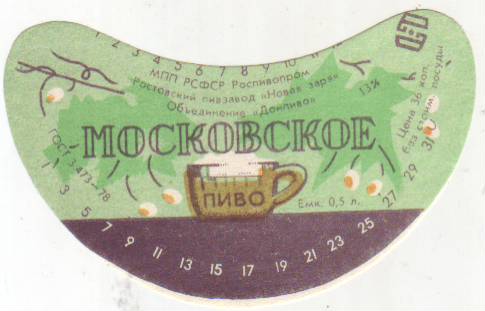 1 2 3 4 5 6 7 8 9 10 11
МПП РСФСР Роспивопром
Ростовский пивзавод «Новая заря»
Объединение «Донпиво»
13%
Цена 36 коп.
без стоим. посуды
ГОСТ 3473—78
МОСКОВСКОЕ
ПИВО
Емк. 0,5 л.
1 3 5 7 9 11 13 15 17 19 21 23 25 27 29 31